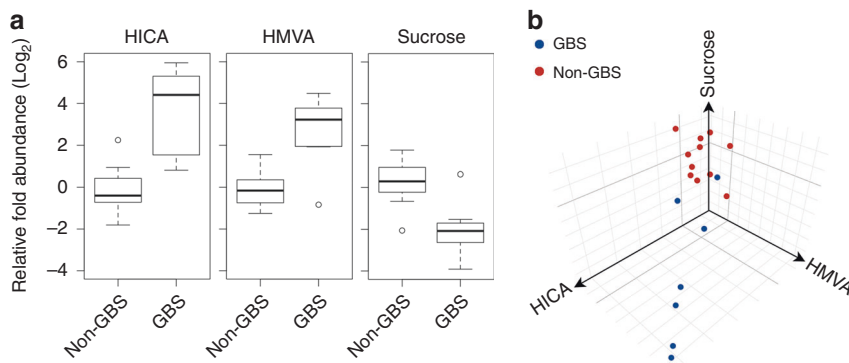 a
HICA
HMVA
Sucrose
Relative fold abundance (Log2)
6
4
2
0
−2
−4
Non-GBS
GBS
Non-GBS
GBS
Non-GBS
GBS
b
GBS
Non-GBS
Sucrose
HICA
HMVA